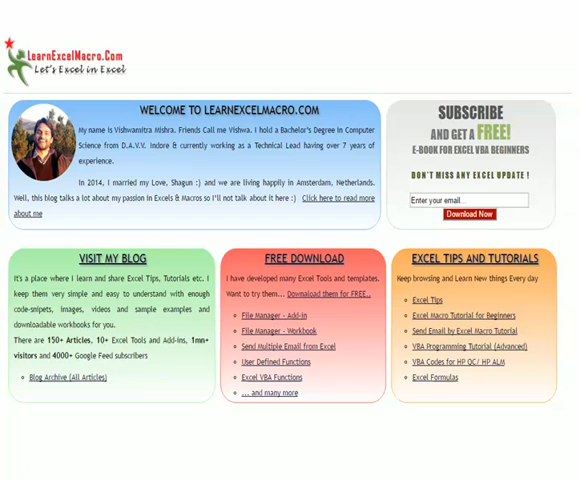 LearnExcelMacro.Com
Let's Excel in Excel
WELCOME TO LEARNEXCELMACRO.COM
My name is Vishwamitra Mishra. Friends Call me Vishwa. I hold a Bachelor's Degree in Computer
Science from D.A.V.V. Indore & currently working as a Technical Lead having over 7 years of
experience.
In 2014, I married my Love, Shagun :) and we are living happily in Amsterdam, Netherlands.
Well, this blog talks a lot about my passion in Excels & Macros so I'll not talk about it here :) Click here to read more
about me
SUBSCRIBE
AND GET A FREE!
E-BOOK FOR EXCEL VBA BEGINNERS
DON'T MISS ANY EXCEL UPDATE !
Enter your email...
Download Now
VISIT MY BLOG
It's a place where I learn and share Excel Tips, Tutorials etc. I
keep them very simple and easy to understand with enough
code-snippets, images, videos and sample examples and
downloadable workbooks for you.
There are 150+ Articles, 10+ Excel Tools and Add-ins, 1mn+
visitors and 4000+ Google Feed subscribers
Blog Archive (All Articles)
FREE DOWNLOAD
I have developed many Excel Tools and templates.
Want to try them... Download them for FREE..
File Manager - Add-in
File Manager - Workbook
Send Multiple Email from Excel
User Defined Functions
Excel VBA Functions
... and many more
EXCEL TIPS AND TUTORIALS
Keep browsing and Learn new things Every day
Excel Tips
Excel Macro Tutorial for Beginners
Send Email by Excel Macro Tutorial
VBA Programming Tutorial (Advanced)
VBA Codes for HP QC/ HP ALM
Excel Formulas